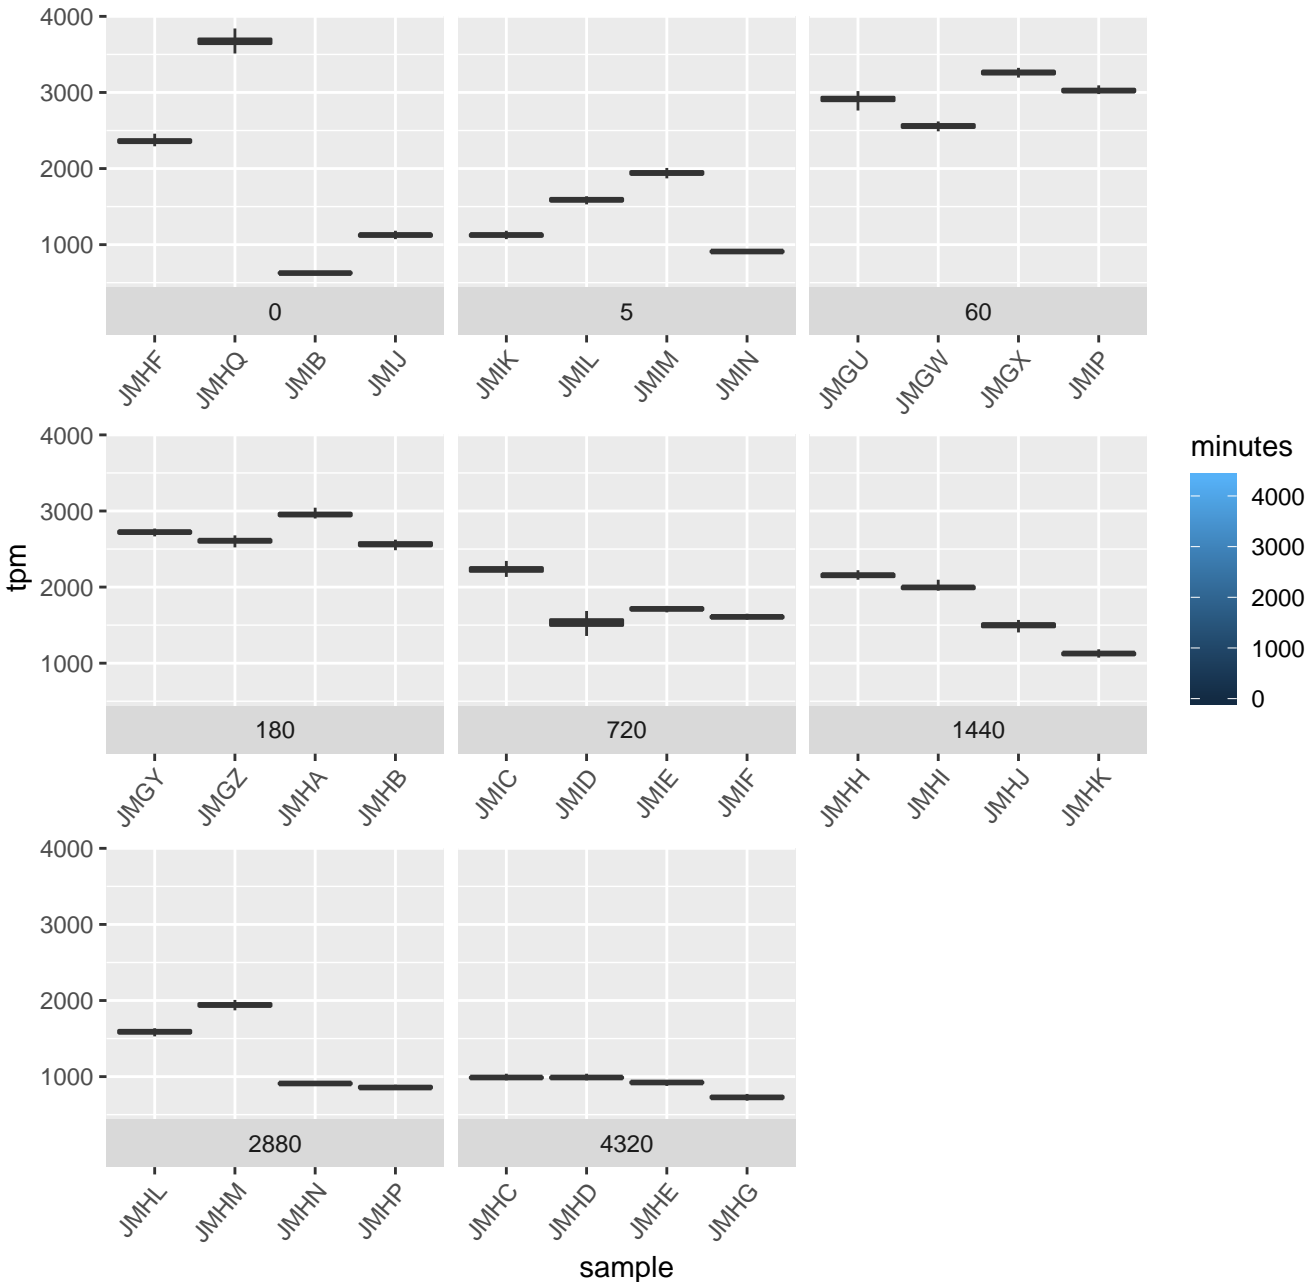 4000
3000
2000
1000
0
5
60
JMHF
JMHQ
JMIB
JMIJ
JMIK
JMIL
JMIM
JMIN
JMGU
JMGW
JMGX
JMIP
4000
3000
2000
1000
180
720
1440
JMGY
JMGZ
JMHA
JMHB
JMIC
JMID
JMIE
JMIF
JMHH
JMHI
JMHJ
JMHK
4000
3000
2000
1000
2880
4320
JMHL
JMHM
JMHN
JMHP
JMHC
JMHD
JMHE
JMHG
tpm
sample
minutes
4000
3000
2000
1000
0